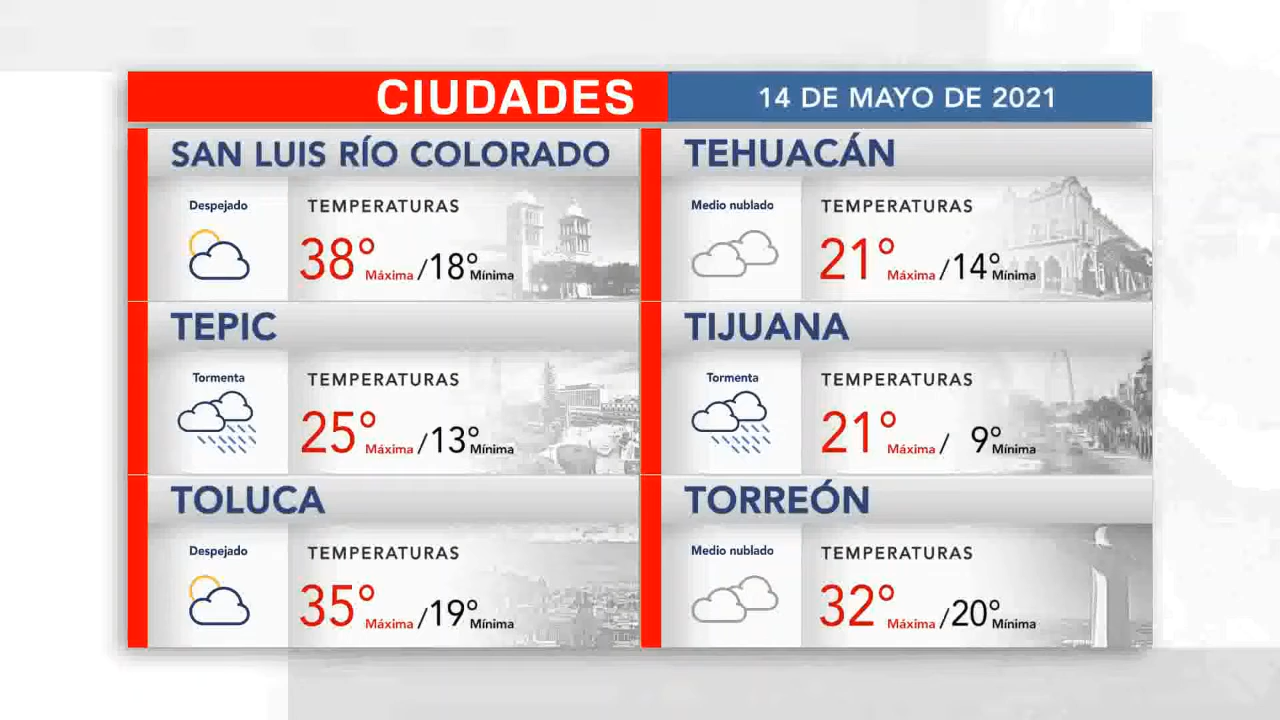 CIUDADES
14 DE MAYO DE 2021
SAN LUIS RÍO COLORADO
Despejado
TEMPERATURAS
38° Máxima /18° Mínima
TEHUACÁN
Medio nublado
TEMPERATURAS
21° Máxima /14° Mínima
TEPIC
Tormenta
TEMPERATURAS
25° Máxima /13° Mínima
TIJUANA
Tormenta
TEMPERATURAS
21° Máxima / 9° Mínima
TOLUCA
Despejado
TEMPERATURAS
35° Máxima /19° Mínima
TORREÓN
Medio nublado
TEMPERATURAS
32° Máxima /20° Mínima